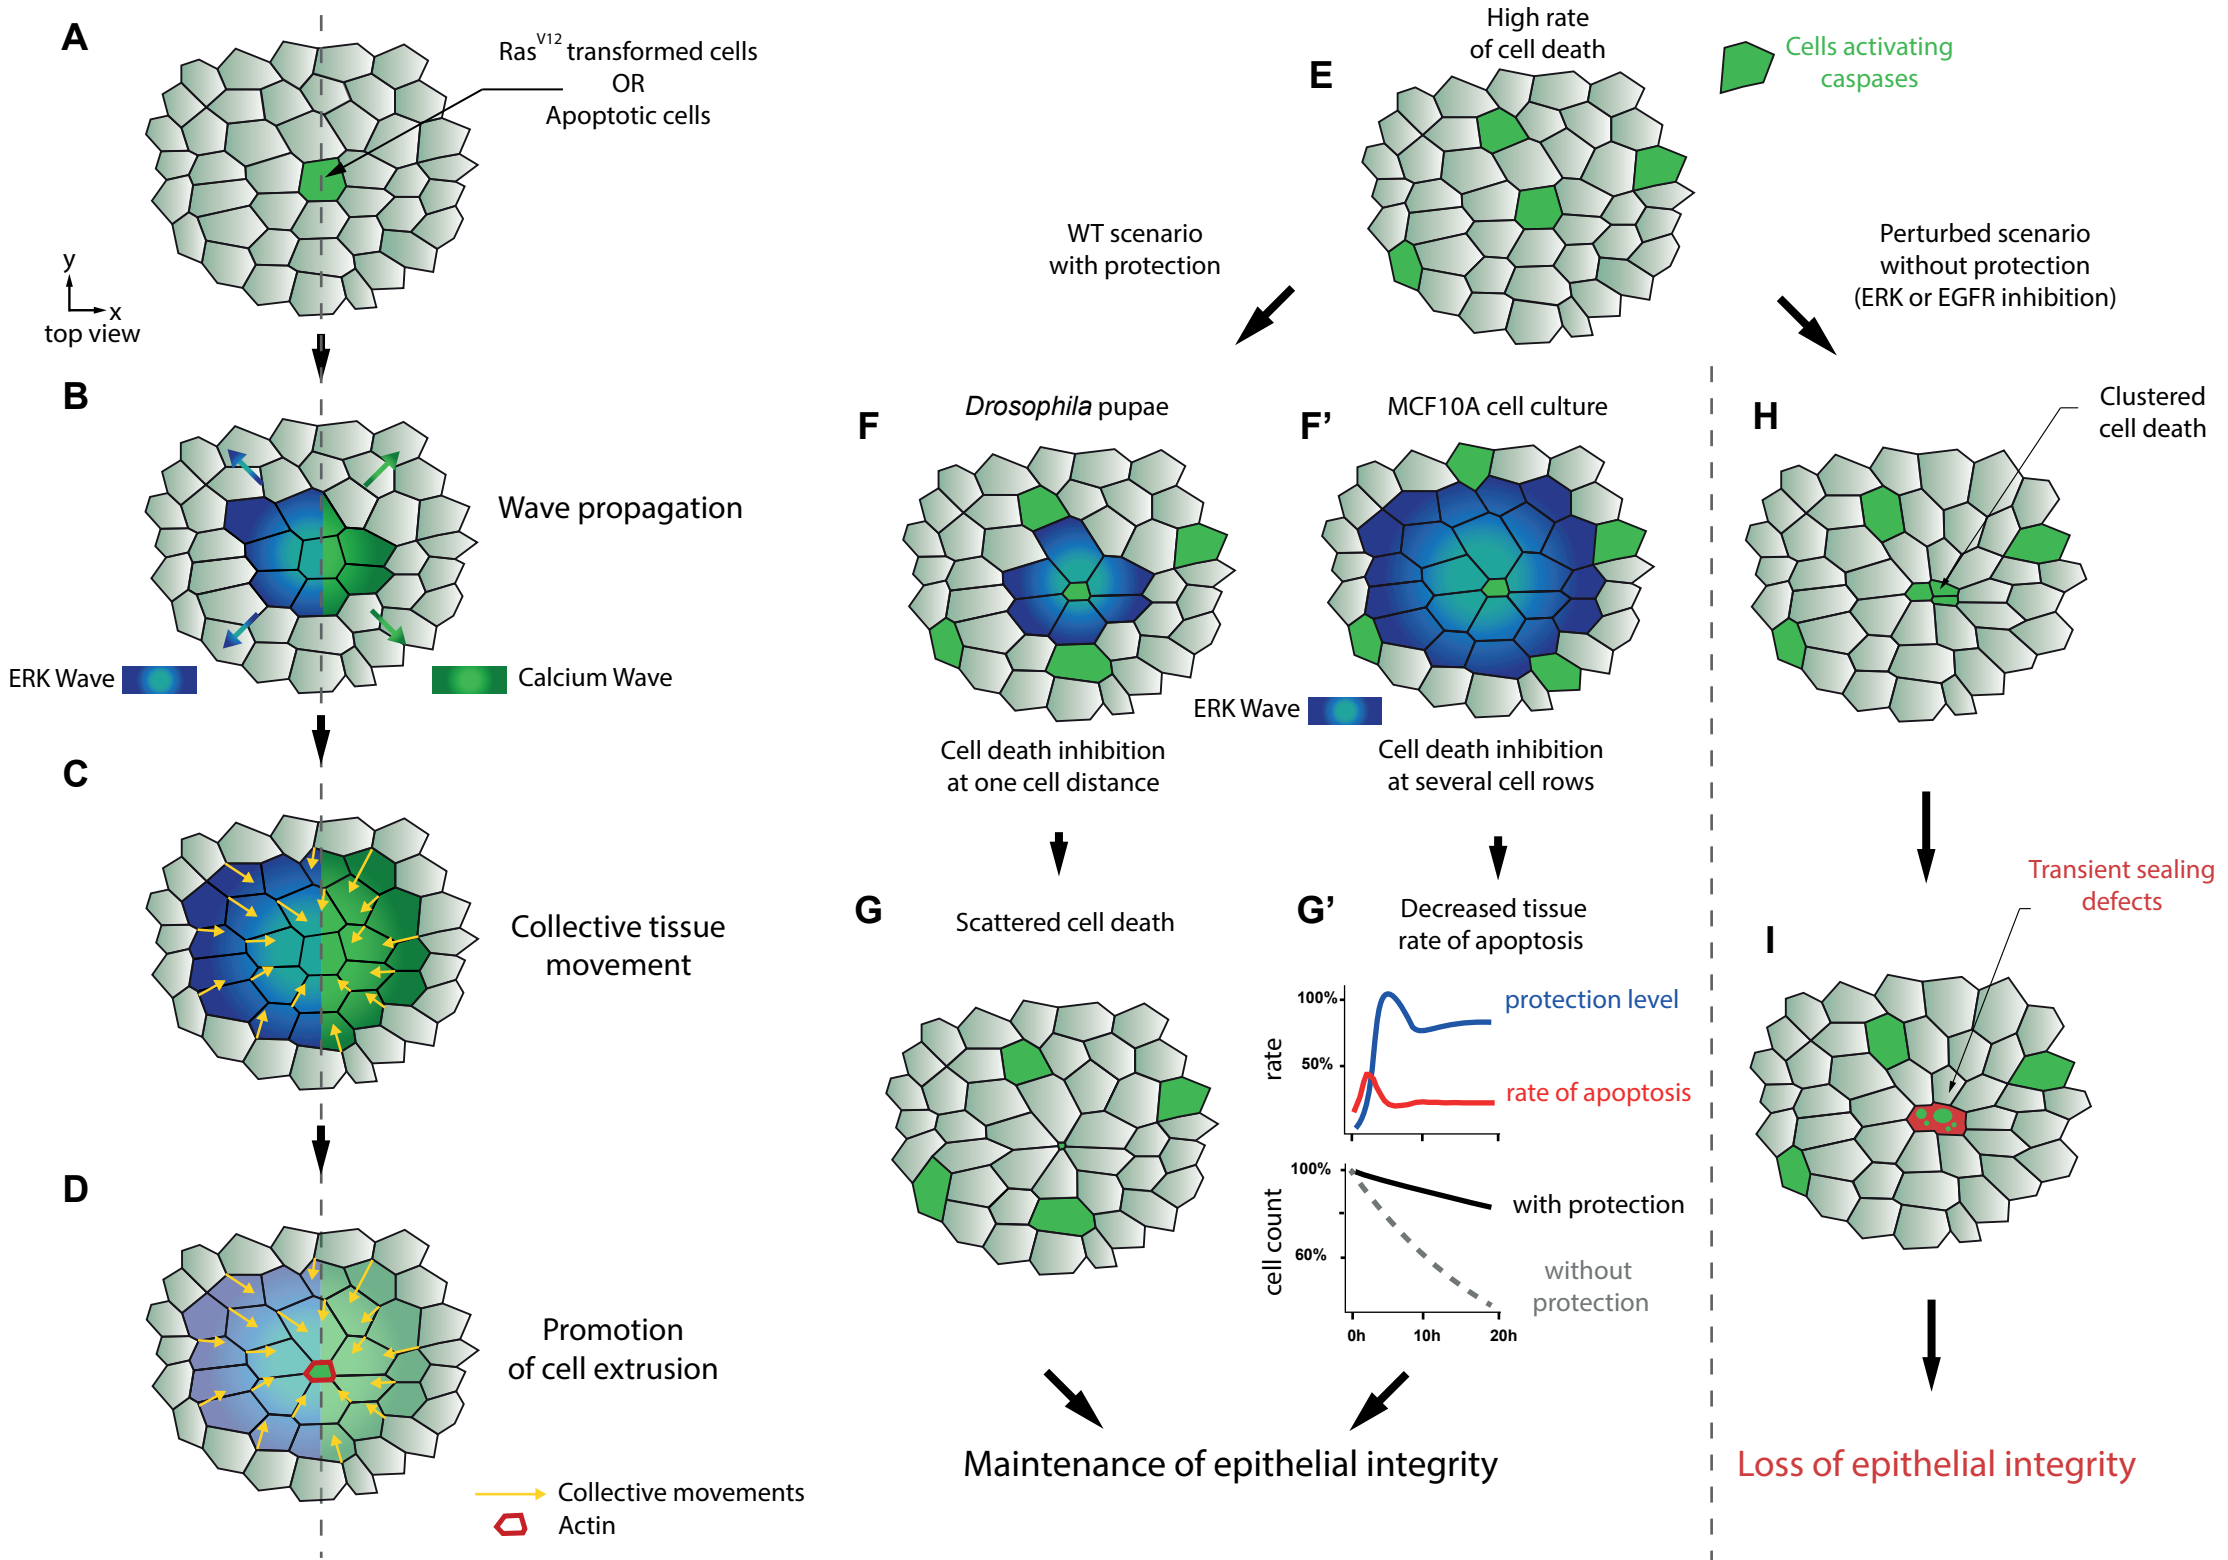 A
Ras^V12 transformed cells
OR
Apoptotic cells
y
x
top view
B
Wave propagation
ERK Wave
Calcium Wave
C
Collective tissue
movement
D
Promotion
of cell extrusion
Collective movements
Actin
E
High rate
of cell death
Cells activating
caspases
WT scenario
with protection
Perturbed scenario
without protection
(ERK or EGFR inhibition)
F
Drosophila pupae
F’
MCF10A cell culture
ERK Wave
Cell death inhibition
at one cell distance
Cell death inhibition
at several cell rows
G
Scattered cell death
G’
Decreased tissue
rate of apoptosis
100%
50%
rate
protection level
rate of apoptosis
100%
60%
cell count
with protection
without
protection
0h
10h
20h
Maintenance of epithelial integrity
H
Clustered
cell death
I
Transient sealing
defects
Loss of epithelial integrity